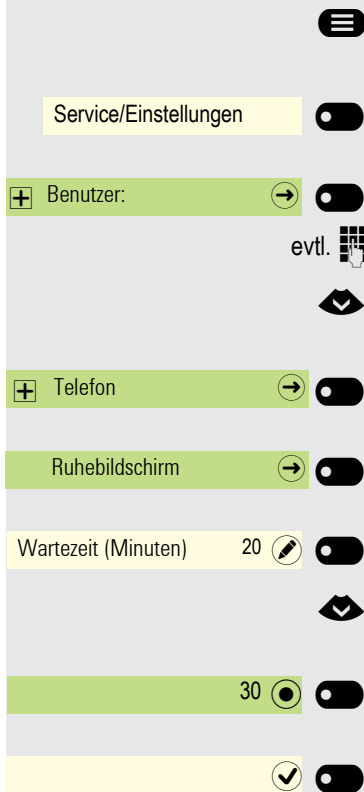 Service/Einstellungen
Benutzer:
evtl.
Telefon
Ruhebildschirm
Wartezeit (Minuten) 20
30